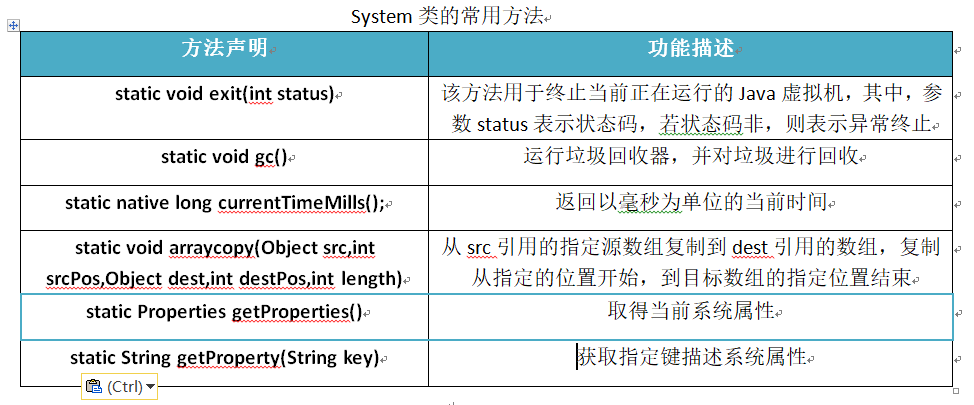 System 类的常用方法
方法声明
功能描述
static void exit(int status)
该方法用于终止当前正在运行的 Java 虚拟机，其中，参
数 status 表示状态码，若状态码非，则表示异常终止
static void gc()
运行垃圾回收器，并对垃圾进行回收
static native long currentTimeMills();
返回以毫秒为单位的当前时间
static void arraycopy(Object src,int
srcPos,Object dest,int destPos,int length)
从 src 引用的指定源数组复制到 dest 引用的数组，复制
从指定的位置开始，到目标数组的指定位置结束
static Properties getProperties()
取得当前系统属性
static String getProperty(String key)
获取指定键描述系统属性
(Ctrl)